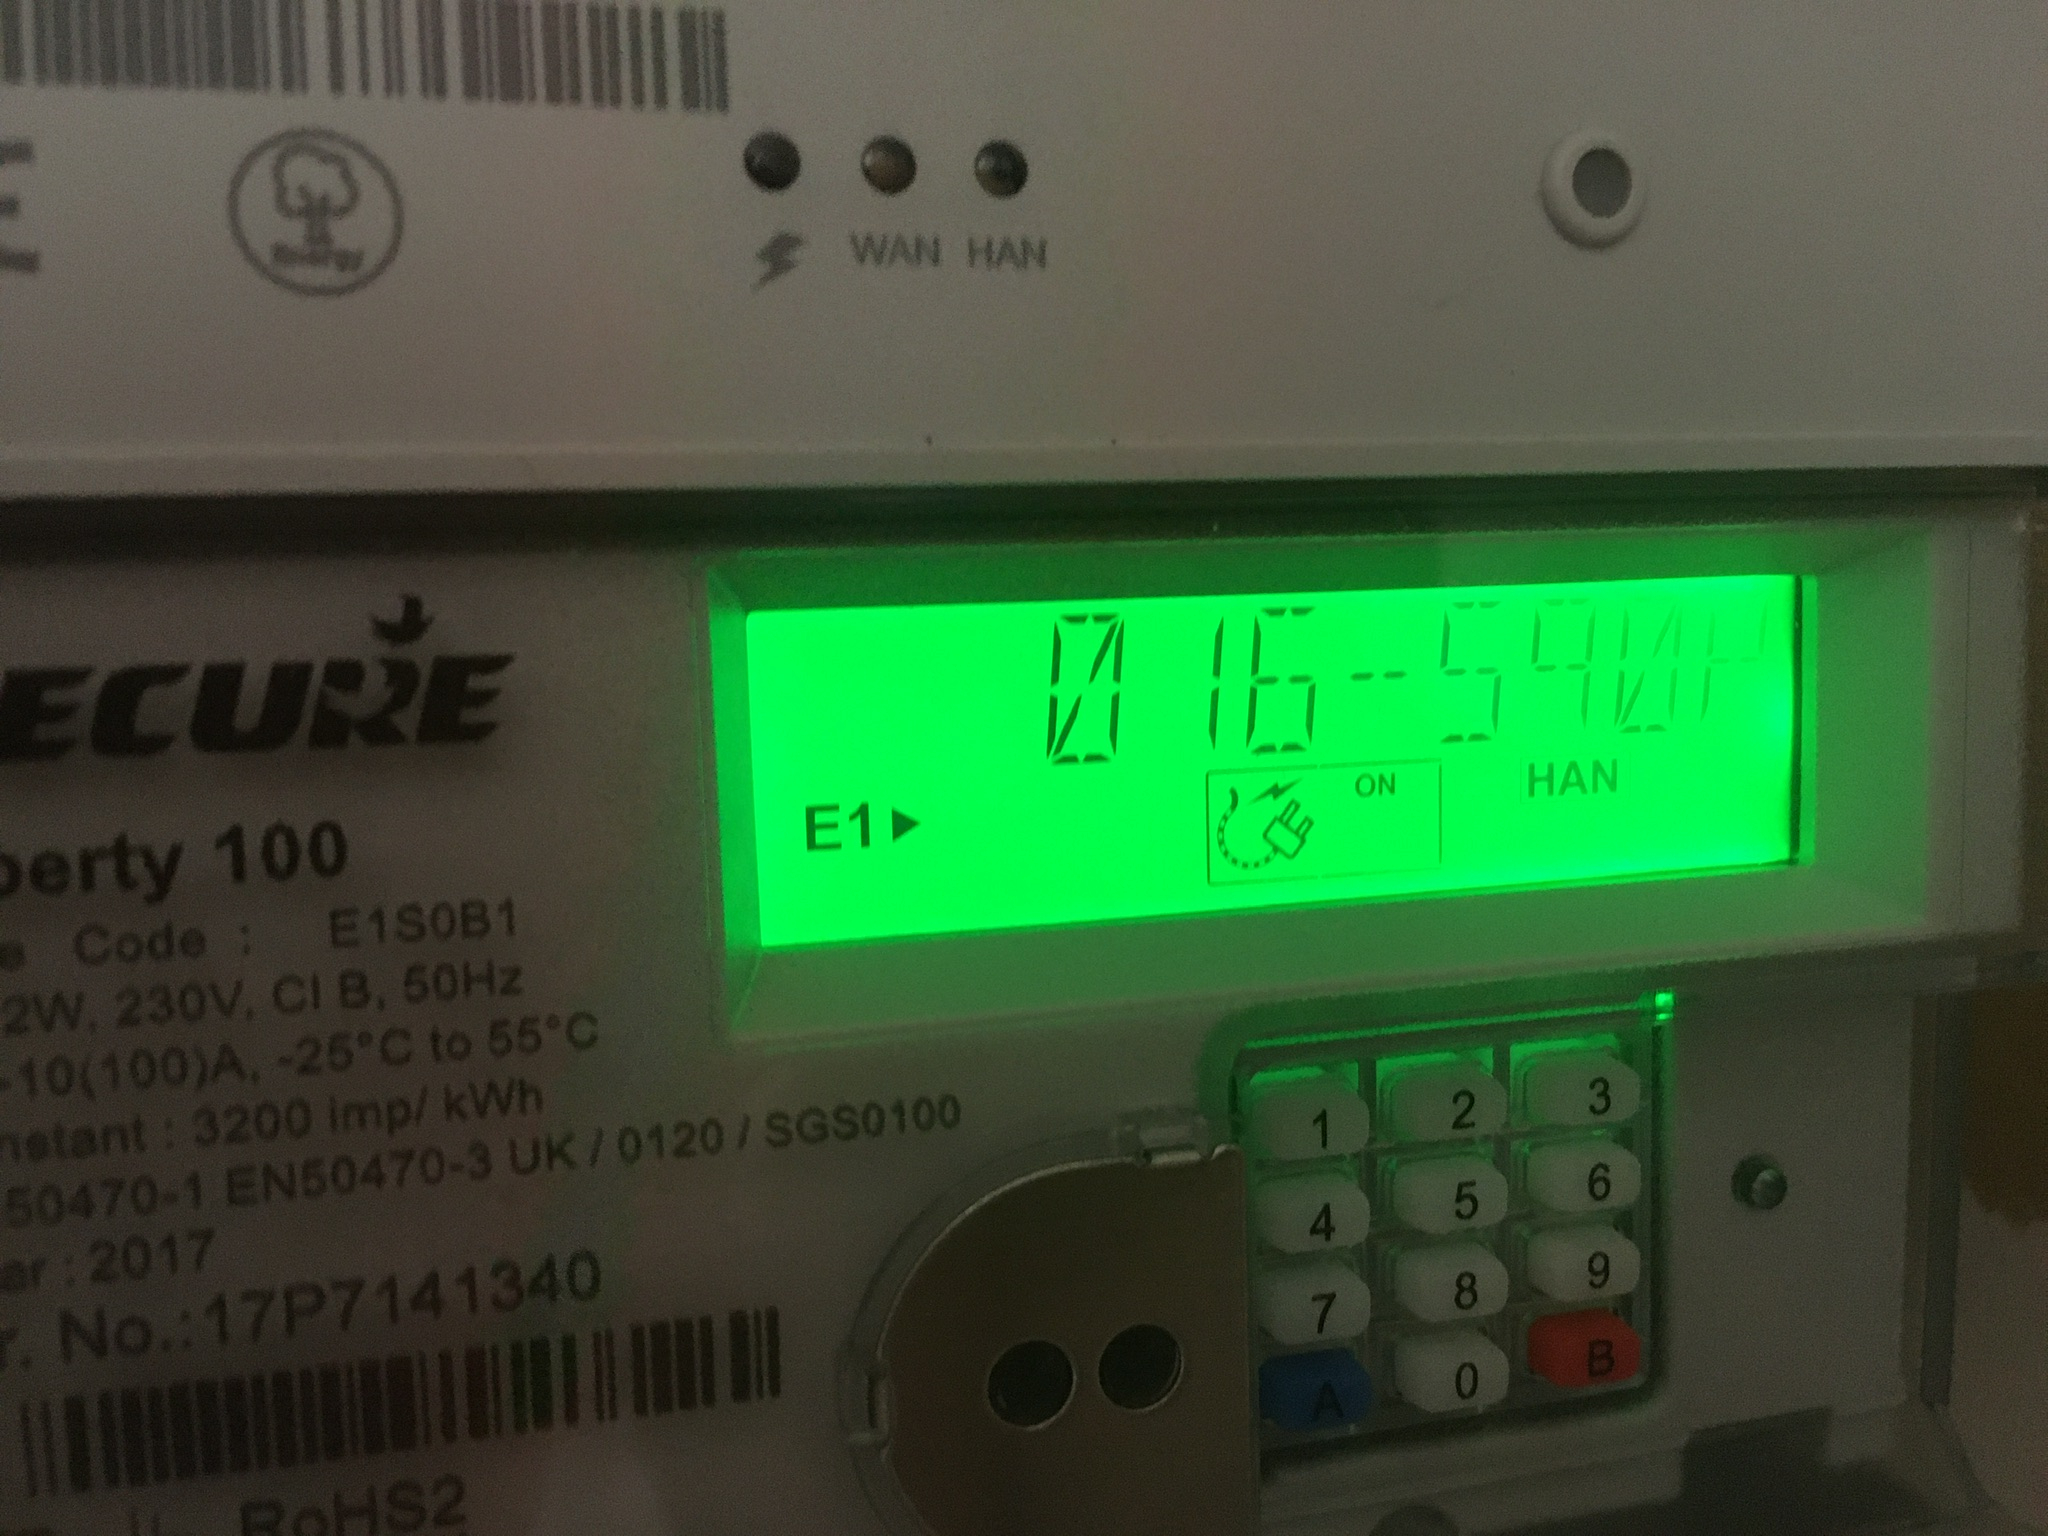 WAN HAN
016-590P
E1
ON
HAN
ECURE
berty 100
e Code : E1S0B1
2W, 230V, Cl B, 50Hz
-10(100)A, -25°C to 55°C
nstant : 3200 imp/ kWh
50470-1 EN50470-3 UK / 0120 / SGS0100
ar : 2017
r. No.:17P7141340
RoHS2
1 2 3
4 5 6
7 8 9
A 0 B